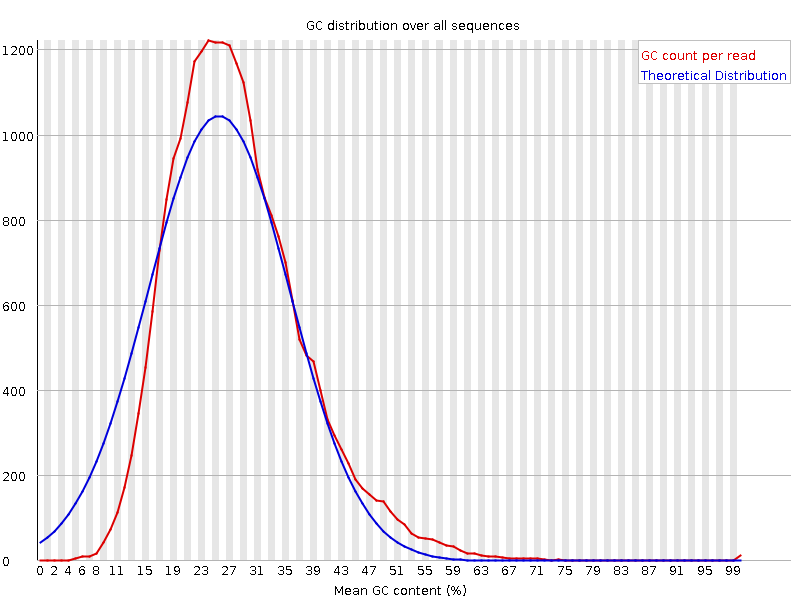 GC distribution over all sequences
GC count per read
Theoretical Distribution
1200
1000
800
600
400
200
0
0 2 4 6 8 11 15 19 23 27 31 35 39 43 47 51 55 59 63 67 71 75 79 83 87 91 95 99
Mean GC content (%)